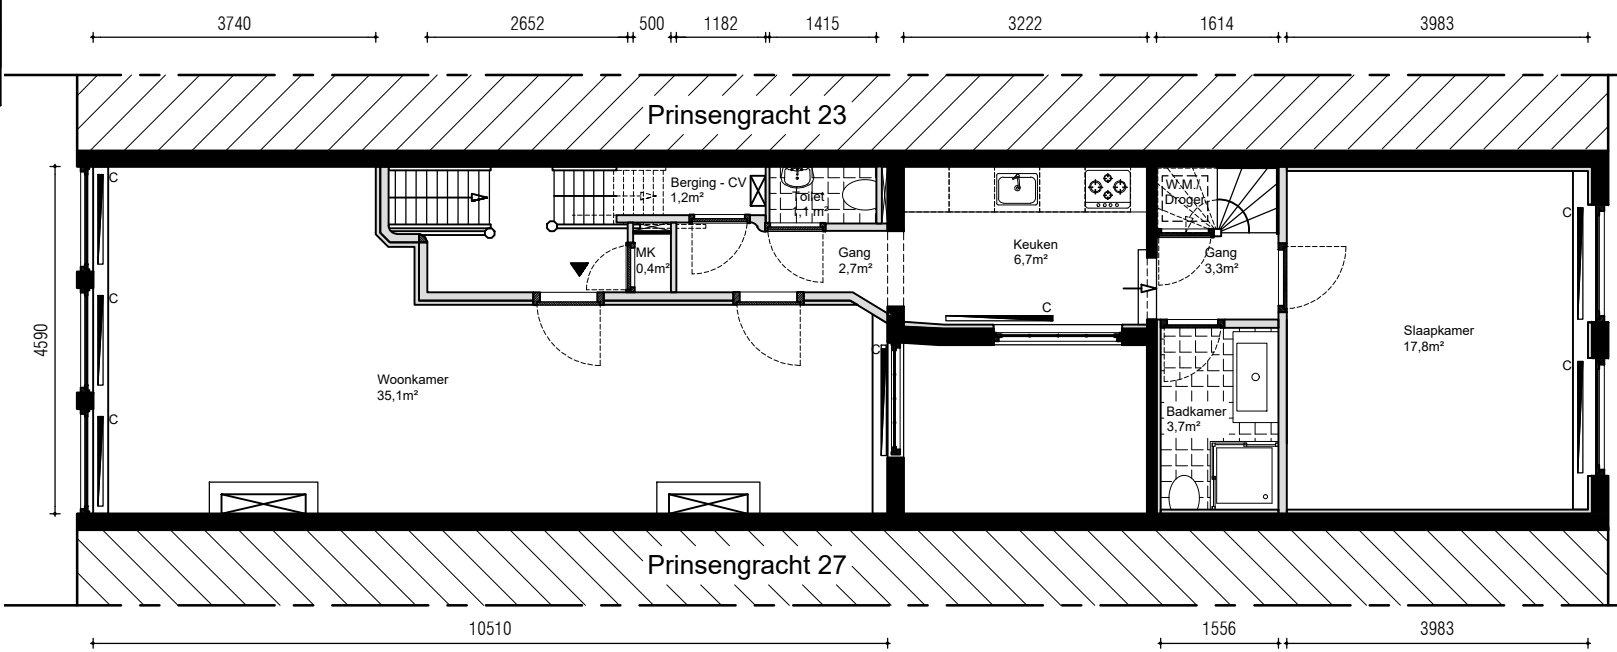 3740
2652
500
1182
1415
3222
1614
3983
Prinsengracht 23
C
Berging - CV
1,2m²
Toilet
1,1 m²
W.M./
Droger
C
MK
0,4m²
Gang
2,7m²
Keuken
6,7m²
Gang
3,3m²
C
C
4590
Slaapkamer
17,8m²
C
C
Woonkamer
35,1m²
Badkamer
3,7m²
C
Prinsengracht 27
10510
1556
3983